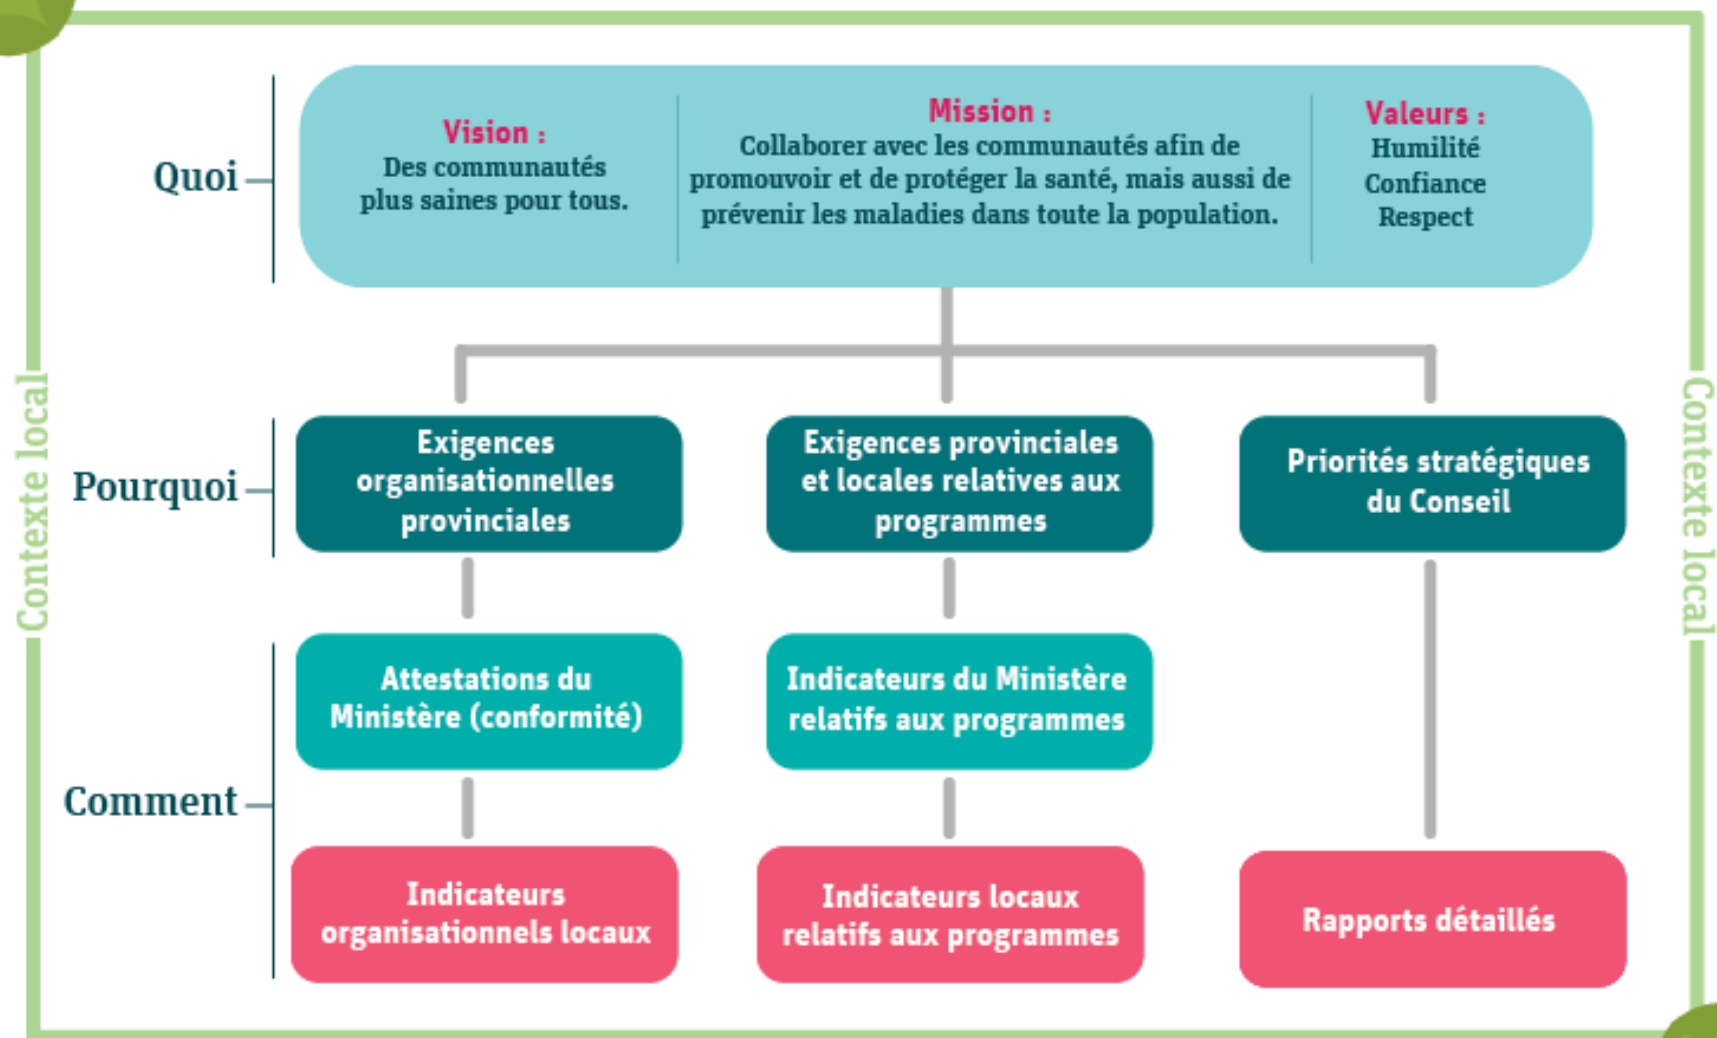 Quoi
Vision :
Des communautés
plus saines pour tous.
Mission :
Collaborer avec les communautés afin de
promouvoir et de protéger la santé, mais aussi de
prévenir les maladies dans toute la population.
Valeurs :
Humilité
Confiance
Respect
Contexte local
Pourquoi
Exigences
organisationnelles
provinciales
Exigences provinciales
et locales relatives aux
programmes
Priorités stratégiques
du Conseil
Contexte local
Comment
Attestations du
Ministère (conformité)
Indicateurs du Ministère
relatifs aux programmes
Indicateurs
organisationnels locaux
Indicateurs locaux
relatifs aux programmes
Rapports détaillés